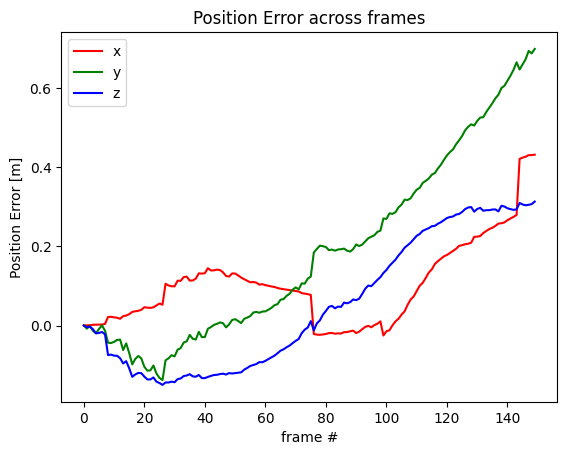 Position Error across frames
x
y
z
Position Error [m]
0.6
0.4
0.2
0.0
0 20 40 60 80 100 120 140
frame #